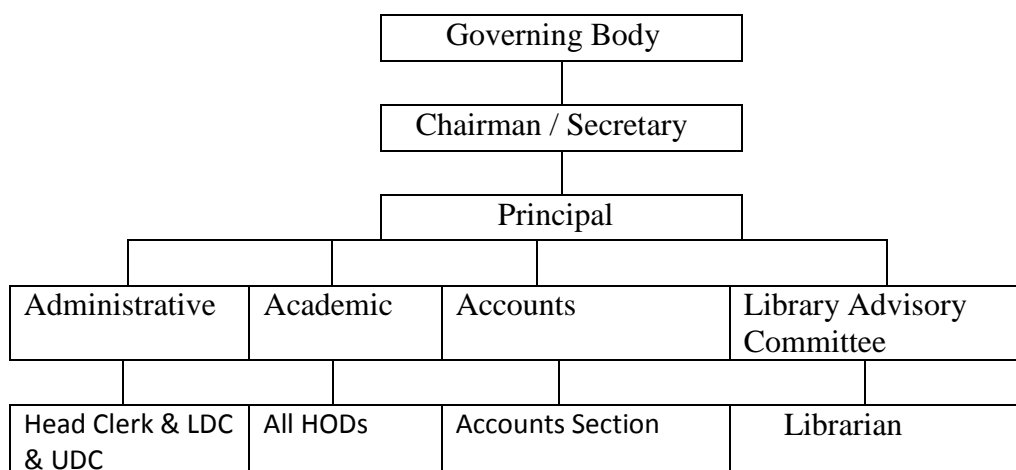 Governing Body
Chairman / Secretary
Principal
Administrative
Academic
Accounts
Library Advisory
Committee
Head Clerk & LDC
& UDC
All HODs
Accounts Section
Librarian